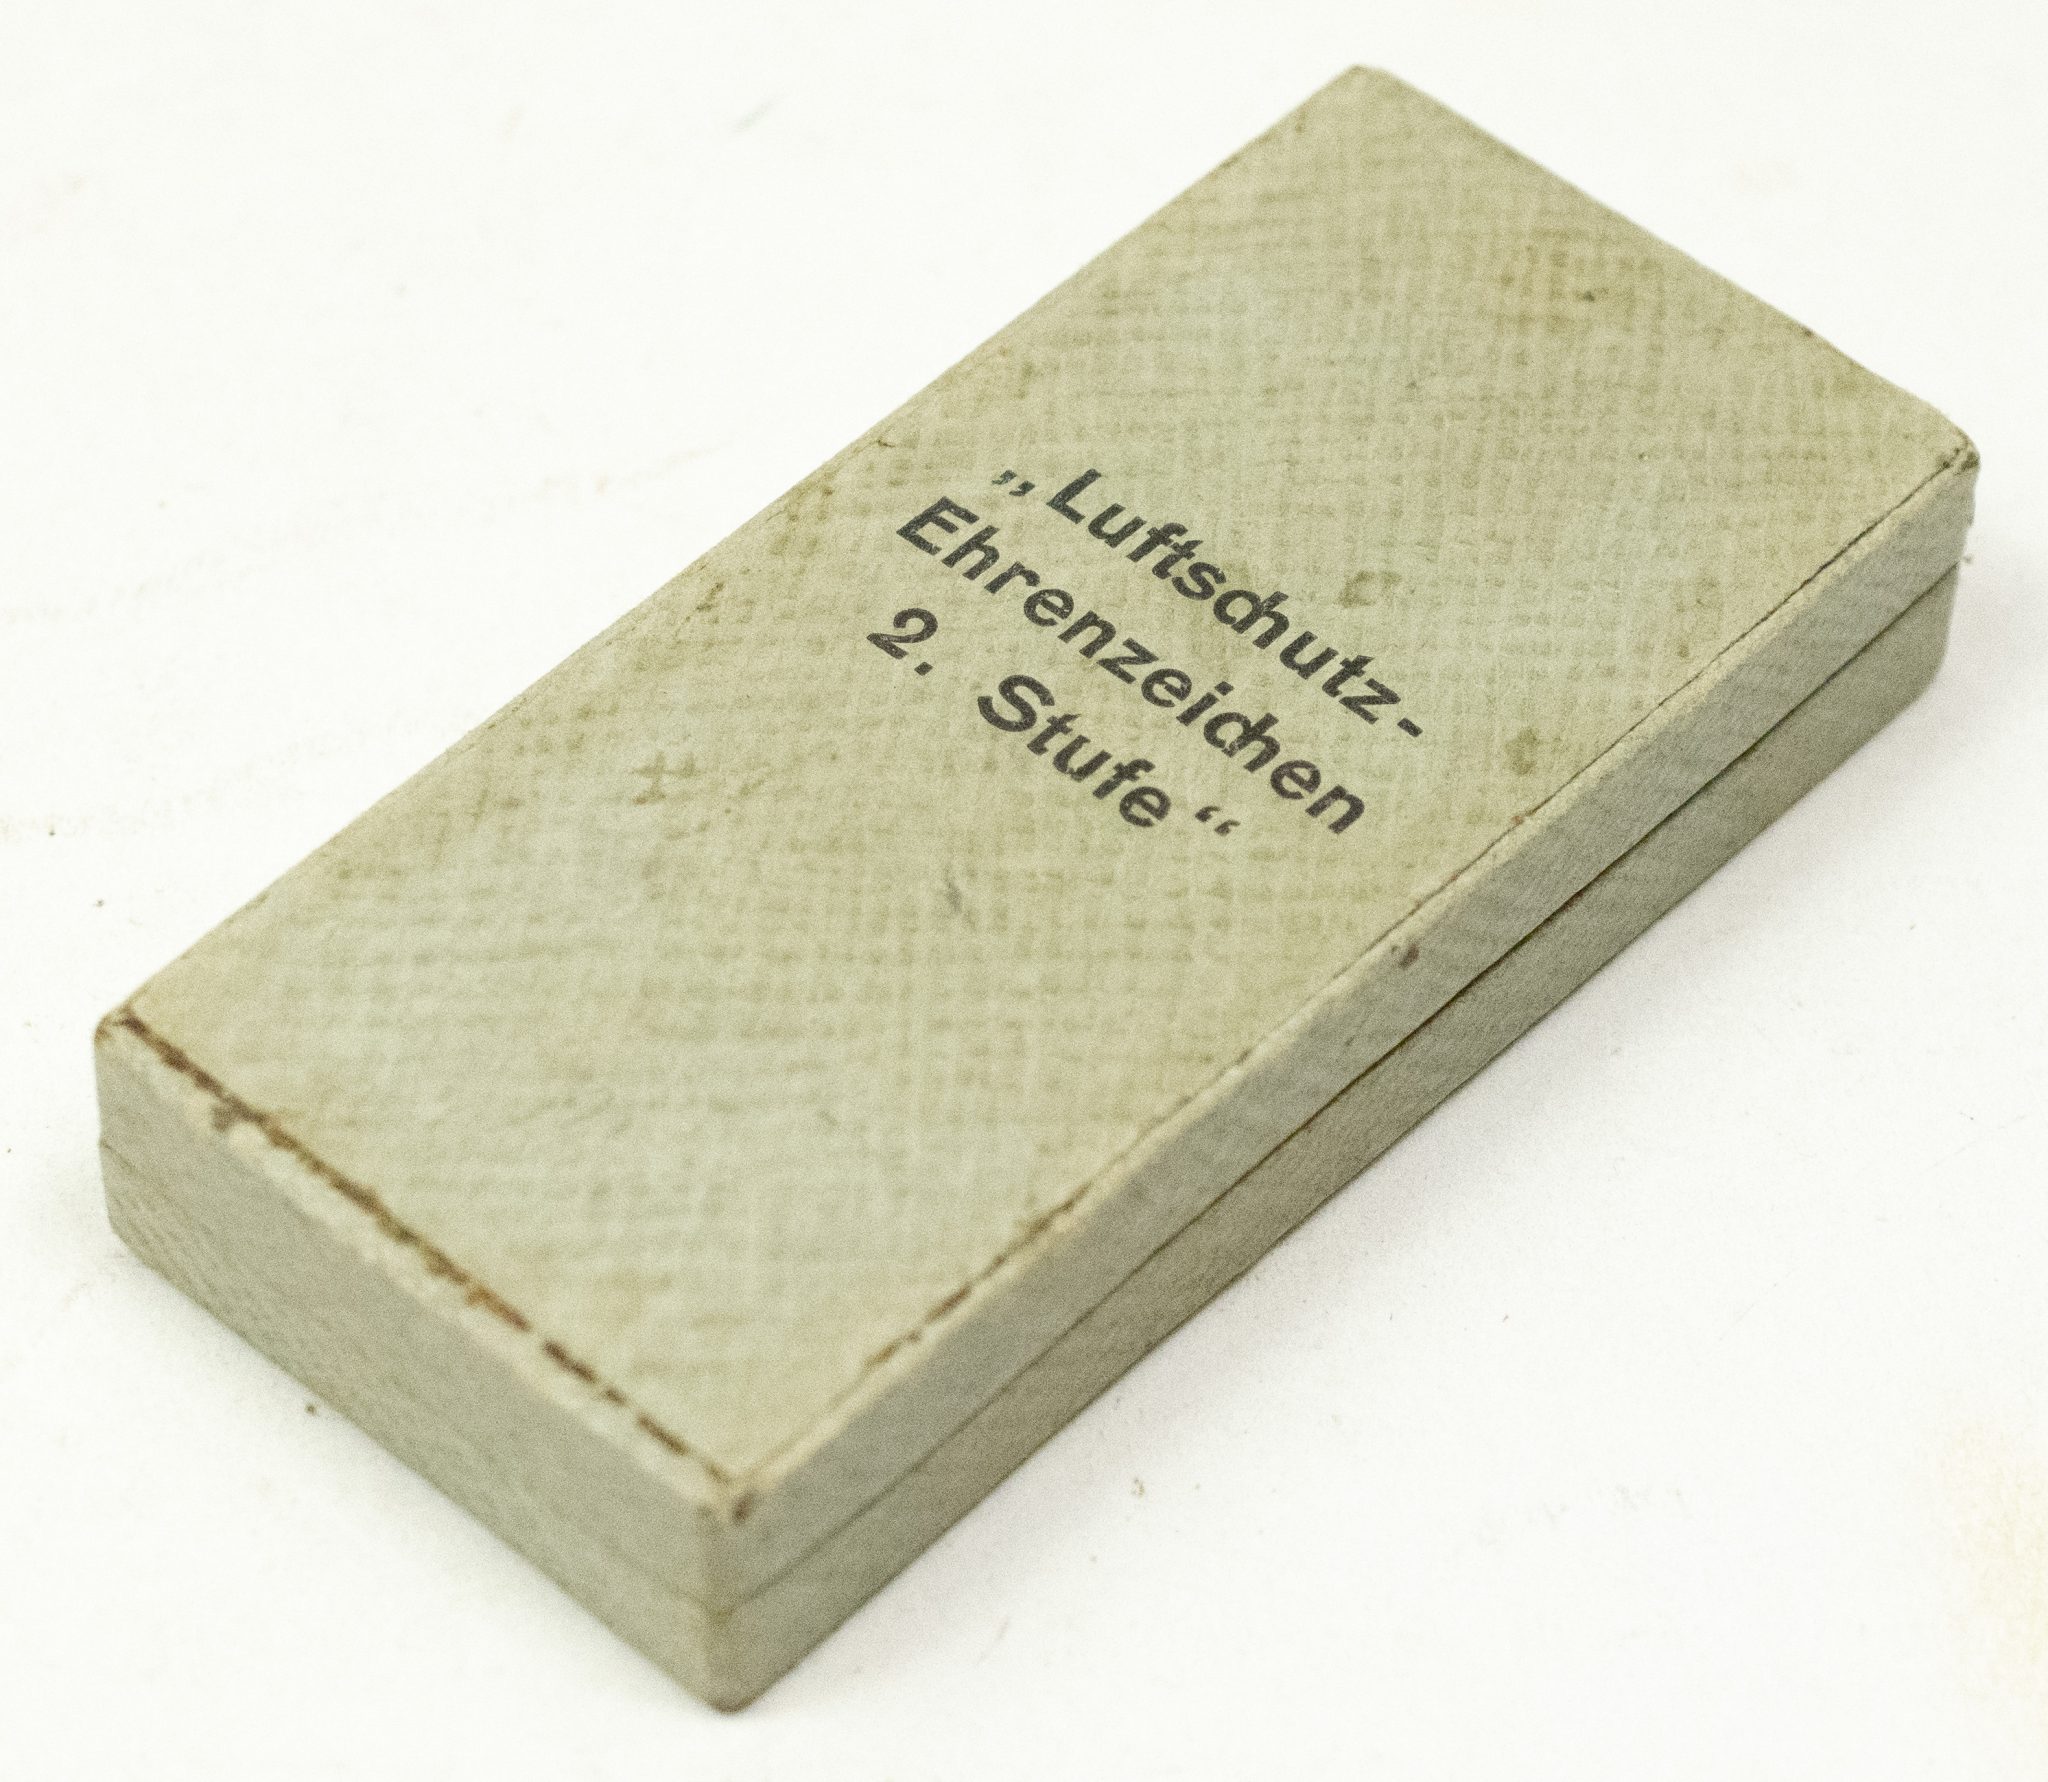 „Luftschutz-
Ehrenzeichen
2. Stufe“